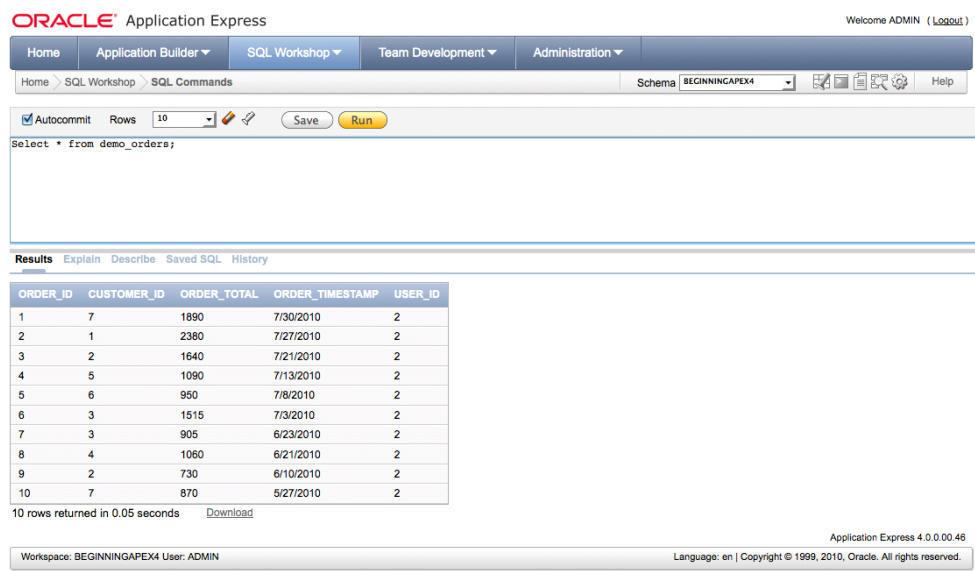 ORACLE® Application Express
Welcome ADMIN ( Logout )
Home Application Builder SQL Workshop Team Development Administration
Home SQL Workshop SQL Commands Schema BEGINNINGAPEX4 Help
Autocommit Rows 10 Save Run
Select * from demo_orders;
Results Explain Describe Saved SQL History
ORDER_ID CUSTOMER_ID ORDER_TOTAL ORDER_TIMESTAMP USER_ID
1 7 1890 7/30/2010 2
2 1 2380 7/27/2010 2
3 2 1640 7/21/2010 2
4 5 1090 7/13/2010 2
5 6 950 7/8/2010 2
6 3 1515 7/3/2010 2
7 3 905 6/23/2010 2
8 4 1060 6/21/2010 2
9 2 730 6/10/2010 2
10 7 870 5/27/2010 2
10 rows returned in 0.05 seconds Download
Application Express 4.0.0.00.46
Workspace: BEGINNINGAPEX4 User: ADMIN Language: en | Copyright © 1999, 2010, Oracle. All rights reserved.